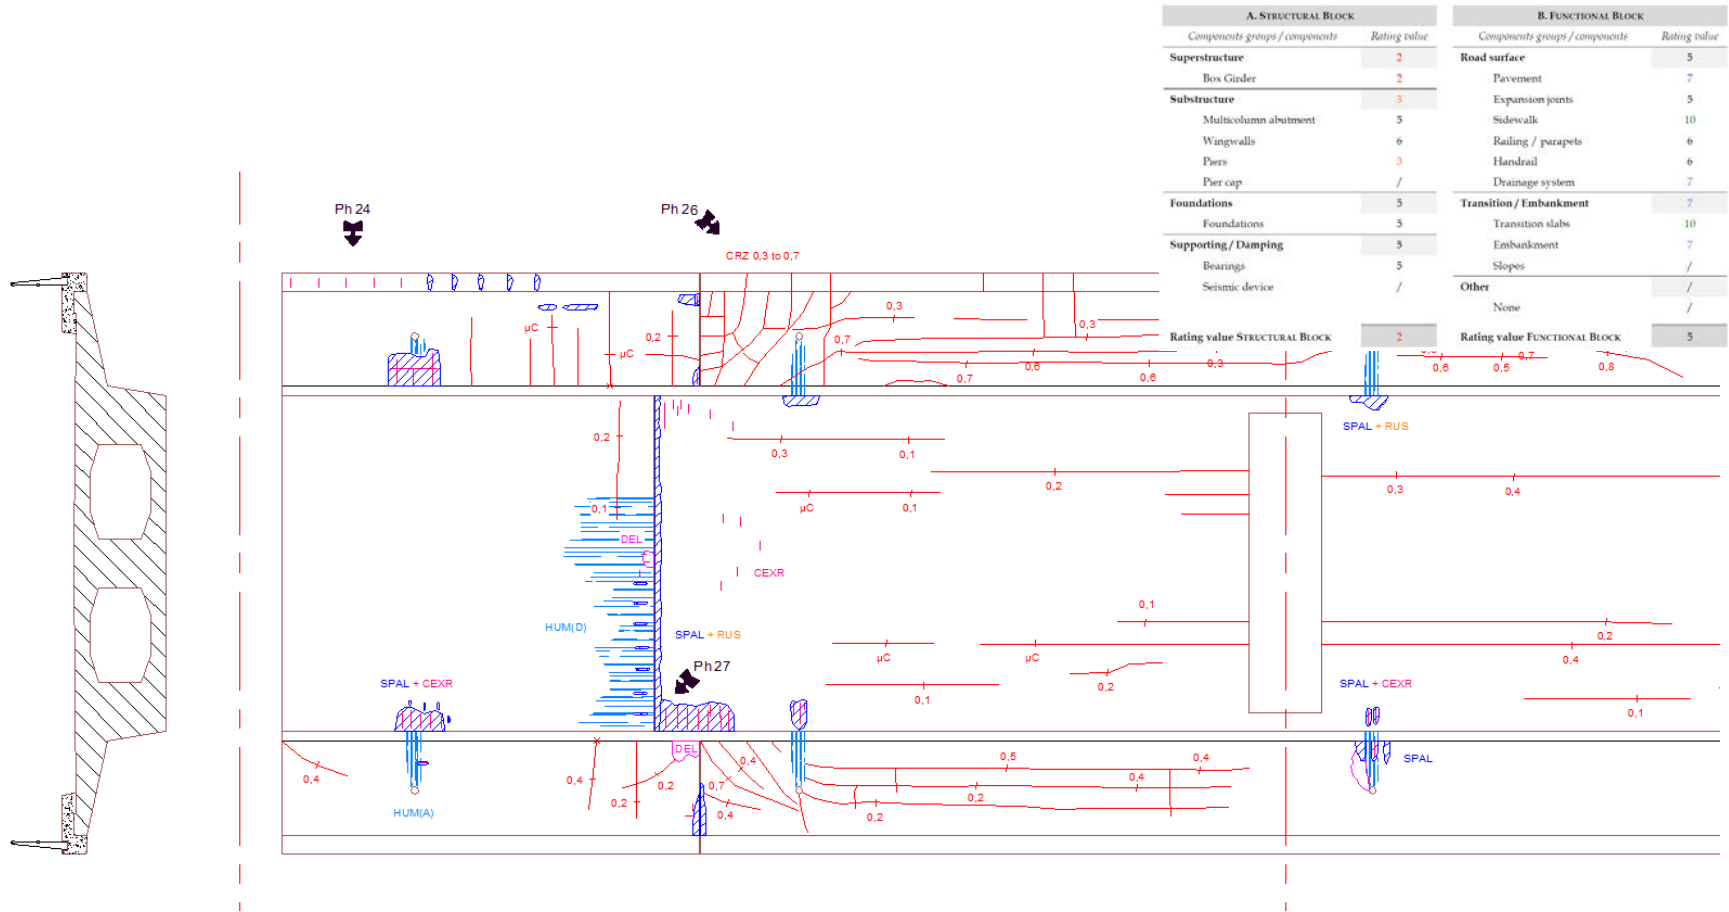 A. STRUCTURAL BLOCK
Components groups / components Rating value
Superstructure 2
Box Girder 2
Substructure 3
Multicolumn abutment 5
Wingwalls 6
Piers 3
Pier cap /
Foundations 5
Foundations 5
Supporting / Damping 5
Bearings 5
Seismic device /
Rating value STRUCTURAL BLOCK 2
B. FUNCTIONAL BLOCK
Components groups / components Rating value
Road surface 5
Pavement 7
Expansion joints 5
Sidewalk 10
Railing / parapets 6
Handrail 6
Drainage system 7
Transition / Embankment 7
Transition slabs 10
Embankment 7
Slopes /
Other /
None /
Rating value FUNCTIONAL BLOCK 5
Ph 24
Ph 26
CRZ 0,3 to 0,7
0,3
0,3
µC
0,2
0,7
µC
0,6
0,7
0,6
0,3
0,6
0,5
0,7
0,8
SPAL + RUS
0,2
0,3
0,1
0,2
0,3
0,4
0,1
µC
0,1
DEL
CEXR
0,1
HUM(D)
SPAL + RUS
0,2
µC
µC
0,4
Ph27
SPAL + CEXR
0,2
0,1
SPAL + CEXR
0,1
DEL
0,4
0,4
0,2
0,7
0,4
0,5
0,4
0,4
SPAL
0,2
0,4
0,2
0,2
HUM(A)